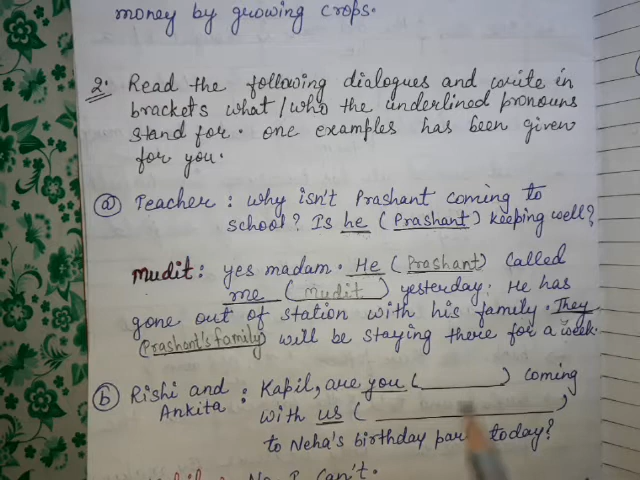 money by growing crops.
2. Read the following dialogues and write in
brackets what/who the underlined pronouns
stand for. one examples has been given
for you.
(a) Teacher: why isn't Prashant coming to
school? Is he (Prashant) keeping well?
Mudit: yes madam. He (Prashant) called
me (mudit) yesterday. He has
gone out of station with his family. They
(Prashant's family) will be staying there for a week.
(b) Rishi and : Kapil, are you (________) coming
Ankita: with us (________________)
to Neha's birthday today?
No I can't.